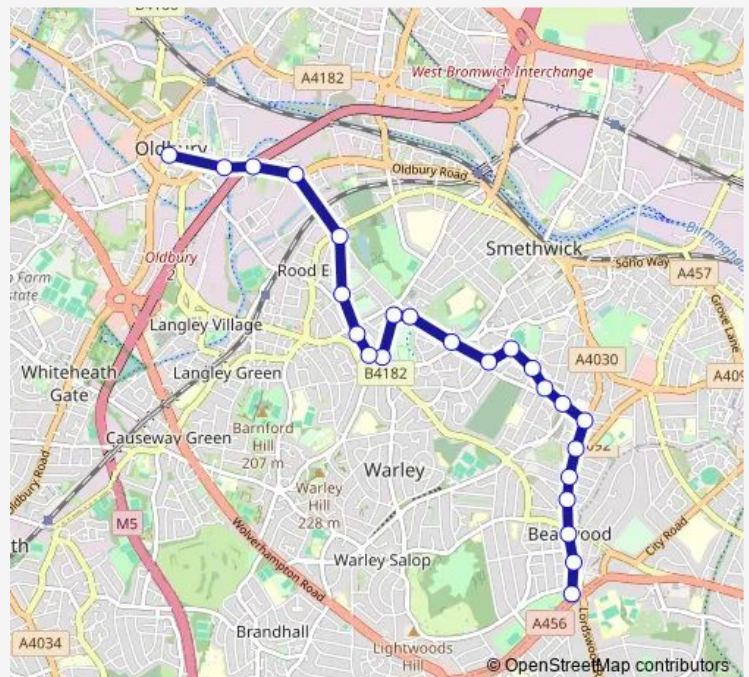 A4182
West Bromwich Interchange
1
Oldbury
Oldbury Road
Smethwick
Oldbury
2
Rood E
Soho Way
A457
Grove Lane
Langley Village
A4030
Whiteheath
Gate
Langley Green
B4182
Causeway Green
Barnford
Hill
207 m
Warley
Warley
Hill
228 m
M5
Wolverhampton Road
City Road
Warley Salop
A456
A4034
Brandhall
Lightwoods
Hill
© OpenStreetMap contributors